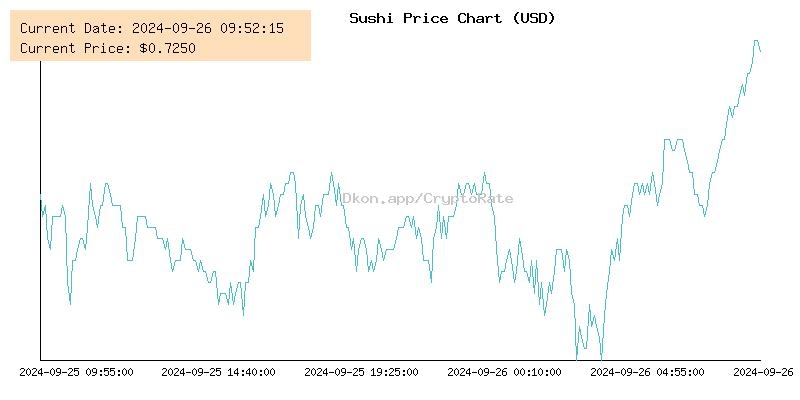 Sushi Price Chart (USD)
Current Date: 2024-09-26 09:52:15
Current Price: $0.7250
Dkon.app/CryptoRate
2024-09-25 09:55:00 2024-09-25 14:40:00 2024-09-25 19:25:00 2024-09-26 00:10:00 2024-09-26 04:55:00 2024-09-26